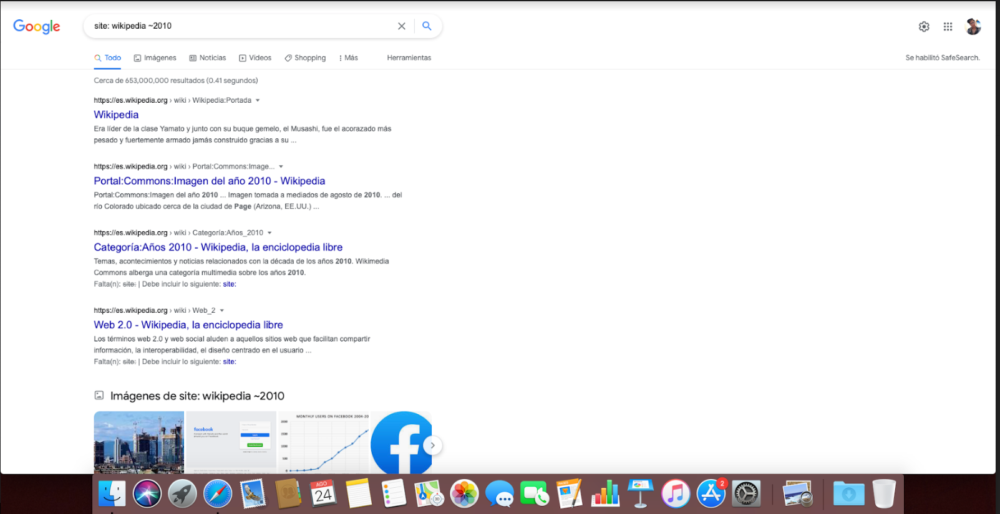 Google
site: wikipedia ~2010
Todo Imágenes Noticias Videos Shopping Más Herramientas Se habilitó SafeSearch.
Cerca de 653,000,000 resultados (0.41 segundos)
https://es.wikipedia.org › wiki › Wikipedia:Portada
Wikipedia
Era líder de la clase Yamato y junto con su buque gemelo, el Musashi, fue el acorazado más
pesado y fuertemente armado jamás construido gracias a su ...
https://es.wikipedia.org › wiki › Portal:Commons:Image...
Portal:Commons:Imagen del año 2010 - Wikipedia
Portal:Commons:Imagen del año 2010 ... Imagen tomada a mediados de agosto de 2010. ... del
río Colorado ubicado cerca de la ciudad de Page (Arizona, EE.UU.) ...
https://es.wikipedia.org › wiki › Categoría:Años_2010
Categoría:Años 2010 - Wikipedia, la enciclopedia libre
Temas, acontecimientos y noticias relacionados con la década de los años 2010. Wikimedia
Commons alberga una categoría multimedia sobre los años 2010.
Falta(n): site: | Debe incluir lo siguiente: site:
https://es.wikipedia.org › wiki › Web_2
Web 2.0 - Wikipedia, la enciclopedia libre
Los términos web 2.0 y web social aluden a aquellos sitios web que facilitan compartir
información, la interoperabilidad, el diseño centrado en el usuario ...
Falta(n): site: | Debe incluir lo siguiente: site:
Imágenes de site: wikipedia ~2010
facebook
MONTHLY USERS ON FACEBOOK 2004-20
2000
1500
1000
500
0
AGO
24
PAGES
3D
2